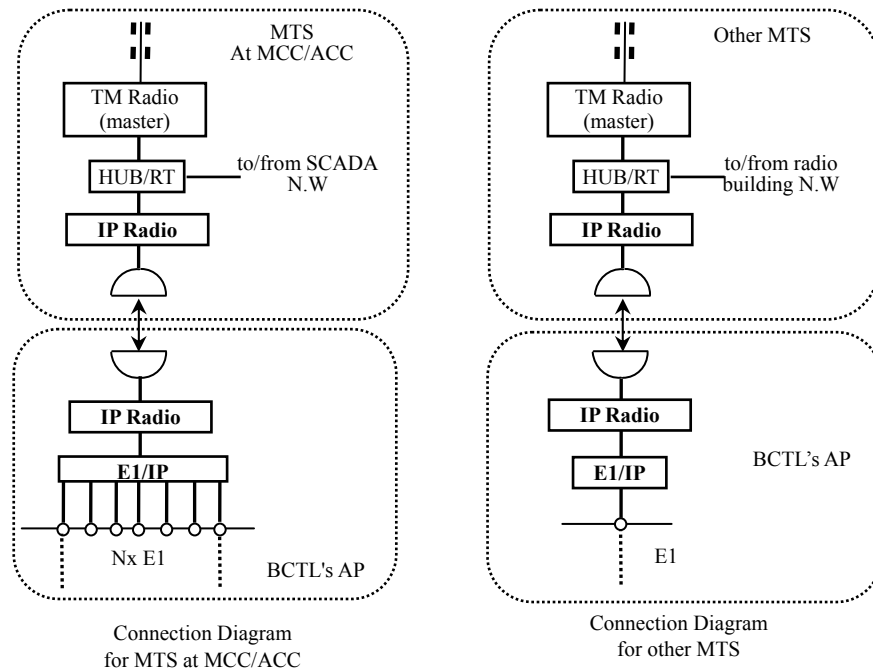 MTS
At MCC/ACC
TM Radio
(master)
HUB/RT
to/from SCADA
N.W
IP Radio
IP Radio
E1/IP
Nx E1
BCTL's AP
Connection Diagram
for MTS at MCC/ACC
Other MTS
TM Radio
(master)
HUB/RT
to/from radio
building N.W
IP Radio
IP Radio
E1/IP
BCTL’s AP
E1
Connection Diagram
for other MTS